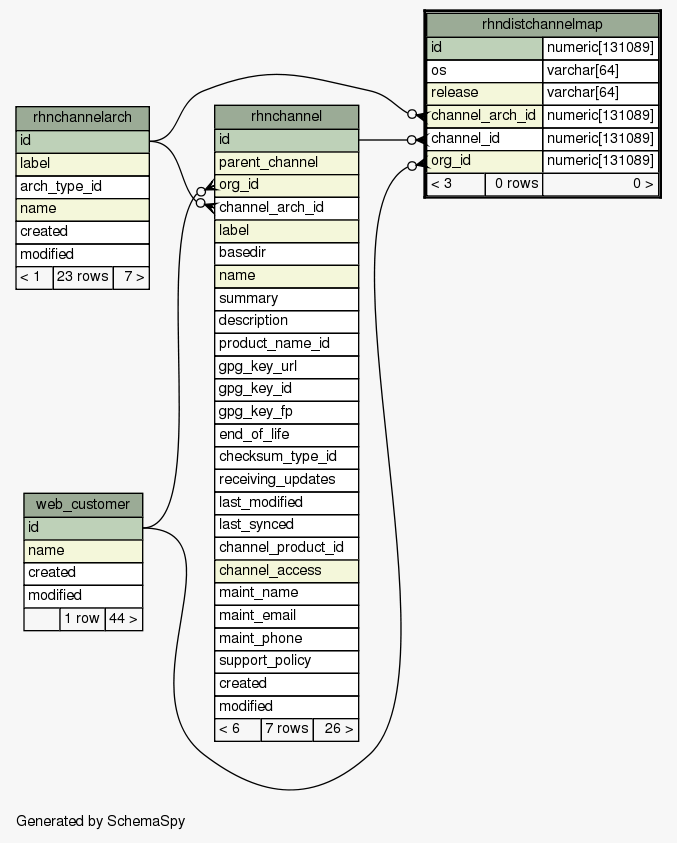 rhndistchannelmap
id numeric[131089]
os varchar[64]
release varchar[64]
channel_arch_id numeric[131089]
channel_id numeric[131089]
org_id numeric[131089]
< 3 0 rows 0 >
rhnchannelarch
id
label
arch_type_id
name
created
modified
< 1 23 rows 7 >
rhnchannel
id
parent_channel
org_id
channel_arch_id
label
basedir
name
summary
description
product_name_id
gpg_key_url
gpg_key_id
gpg_key_fp
end_of_life
checksum_type_id
receiving_updates
last_modified
last_synced
channel_product_id
channel_access
maint_name
maint_email
maint_phone
support_policy
created
modified
< 6 7 rows 26 >
web_customer
id
name
created
modified
1 row 44 >
Generated by SchemaSpy